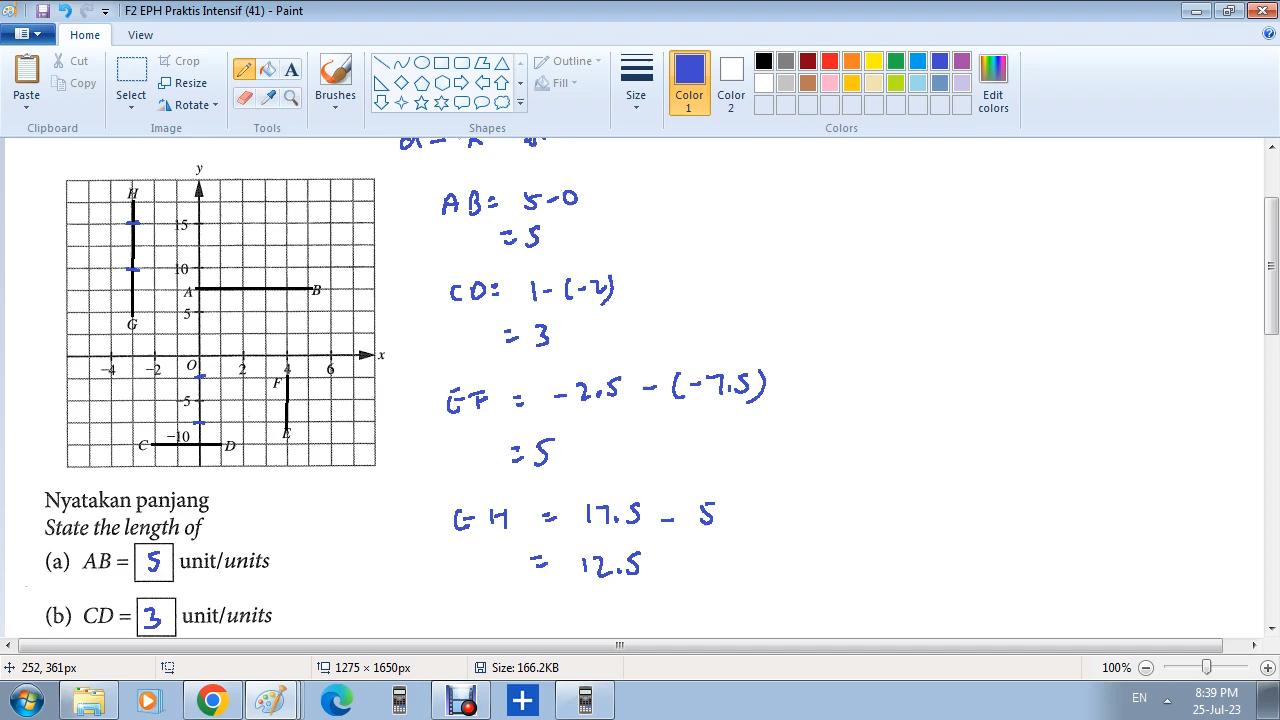 F2 EPH Praktis Intensif (41) - Paint
Home View
Paste
Cut
Copy
Clipboard
Select
Crop
Resize
Rotate
Image
Tools
Brushes
Shapes
Outline
Fill
Size
Color 1
Color 2
Edit colors
Colors
y
H
15
10
A B
5
G
O
-4 -2 2 4 6 x
F
-5
E
-10
C D
AB = 5 - 0
= 5
CD = 1 - (-2)
= 3
EF = -2.5 - (-7.5)
= 5
GH = 17.5 - 5
= 12.5
Nyatakan panjang
State the length of
(a) AB = 5 unit/units
(b) CD = 3 unit/units
252, 361px
1275 × 1650px
Size: 166.2KB
100%
EN
8:39 PM
25-Jul-23